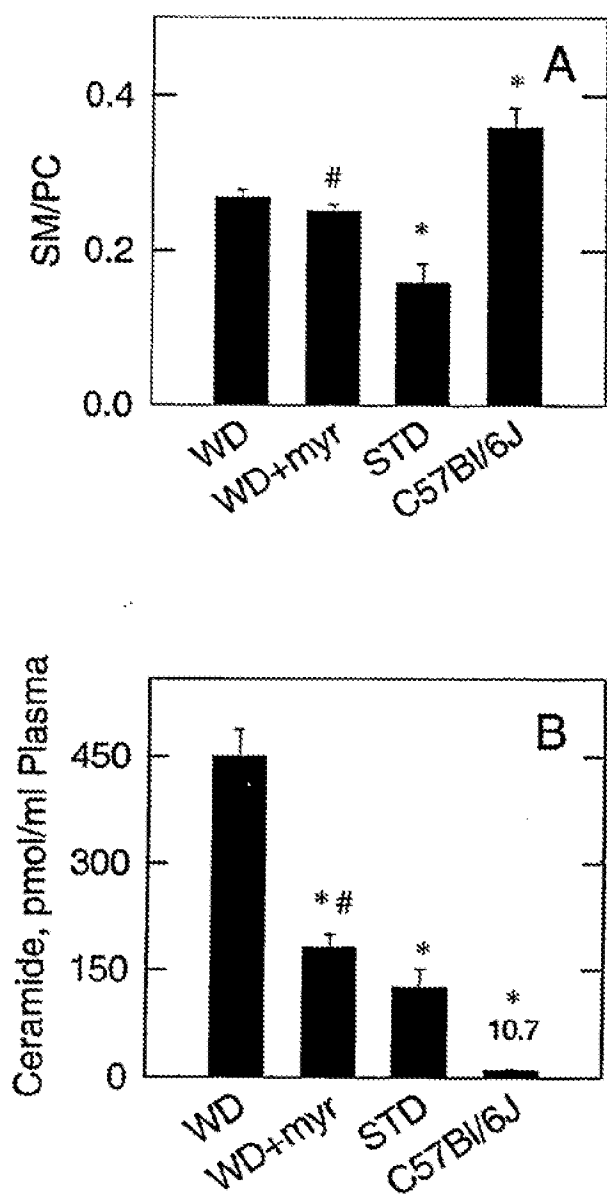 A
SM/PC
0.4
0.2
0.0
#
*
*
WD
WD+myr
STD
C57Bl/6J
B
Ceramide, pmol/ml Plasma
450
300
150
0
*#
*
*
10.7
WD
WD+myr
STD
C57Bl/6J